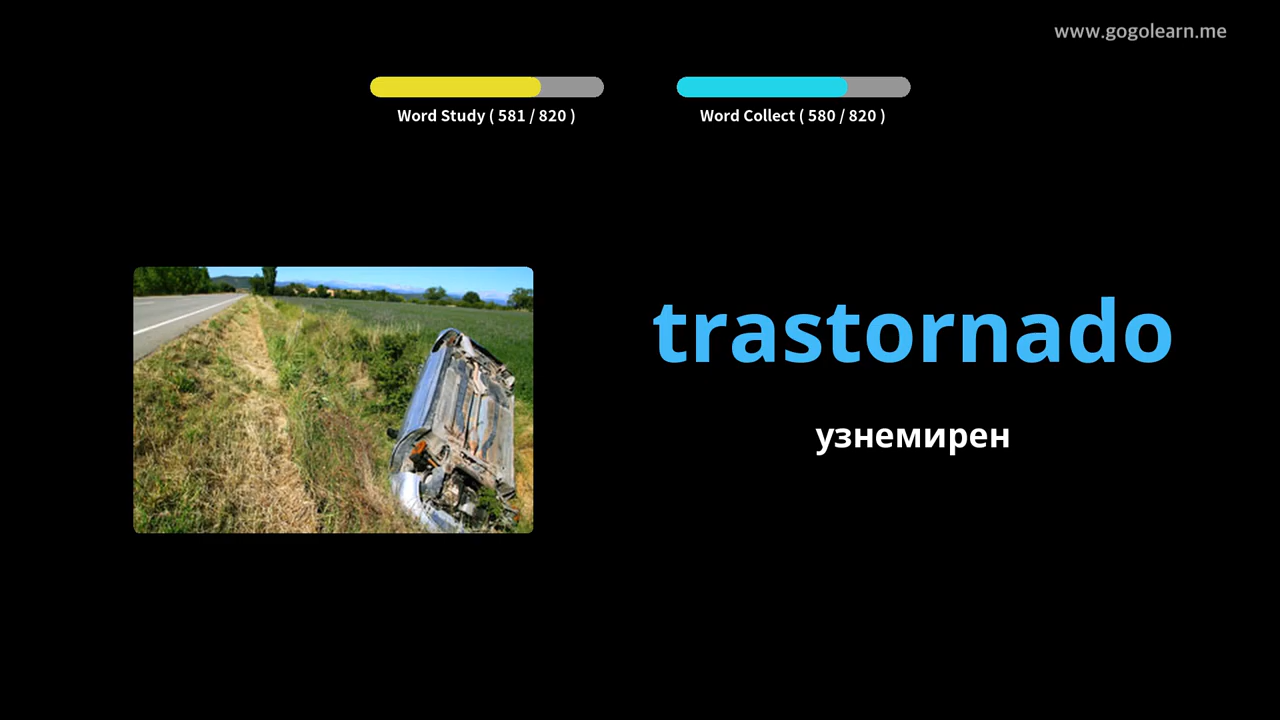 www.gogolearn.me
Word Study ( 581 / 820 )
Word Collect ( 580 / 820 )
trastornado
узнемирен